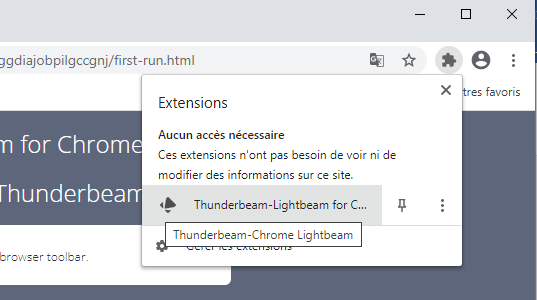 ggdiajobpilgccgnj/first-run.html
tres favoris
Extensions
m for Chrome
Aucun accès nécessaire
Ces extensions n'ont pas besoin de voir ni de
modifier des informations sur ce site.
Thunderbeam
Thunderbeam-Lightbeam for C...
Thunderbeam-Chrome Lightbeam
Gérer les extensions
browser toolbar.